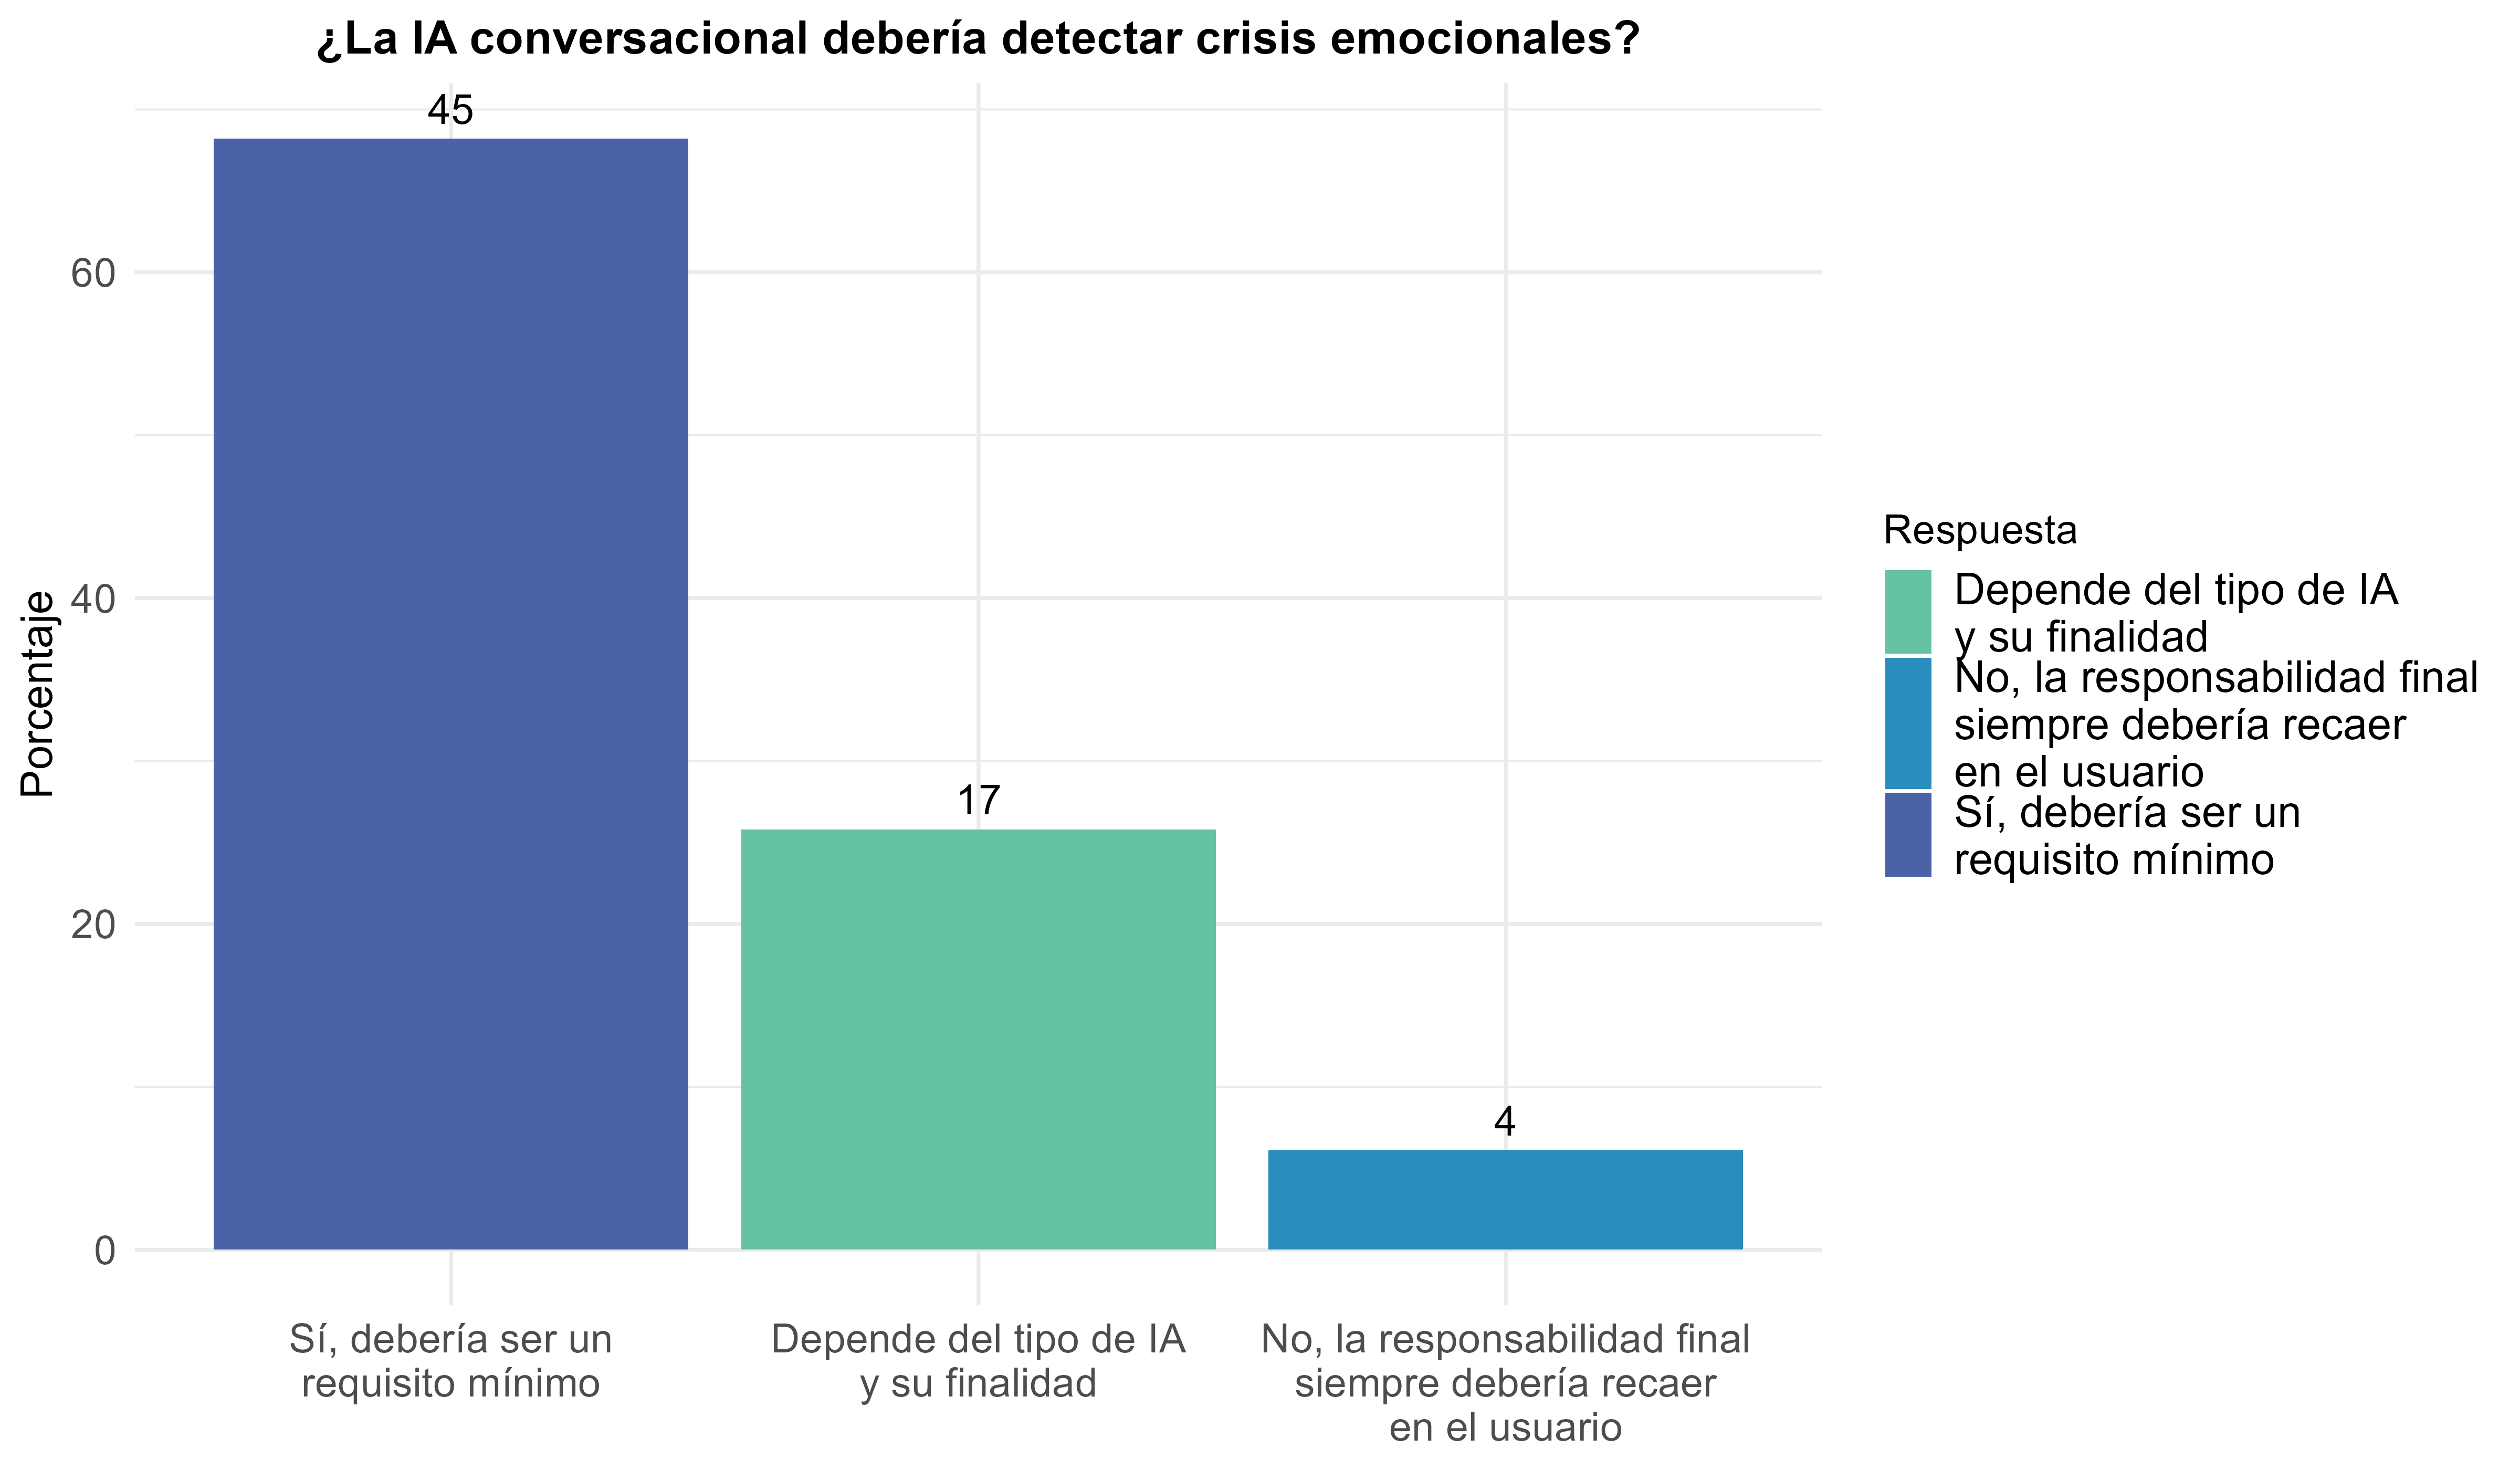 ¿La IA conversacional debería detectar crisis emocionales?
45
60
17
40
Porcentaje
20
4
0
Sí, debería ser un
requisito mínimo
Depende del tipo de IA
y su finalidad
No, la responsabilidad final
siempre debería recaer
en el usuario
Respuesta
Depende del tipo de IA
y su finalidad
No, la responsabilidad final
siempre debería recaer
en el usuario
Sí, debería ser un
requisito mínimo